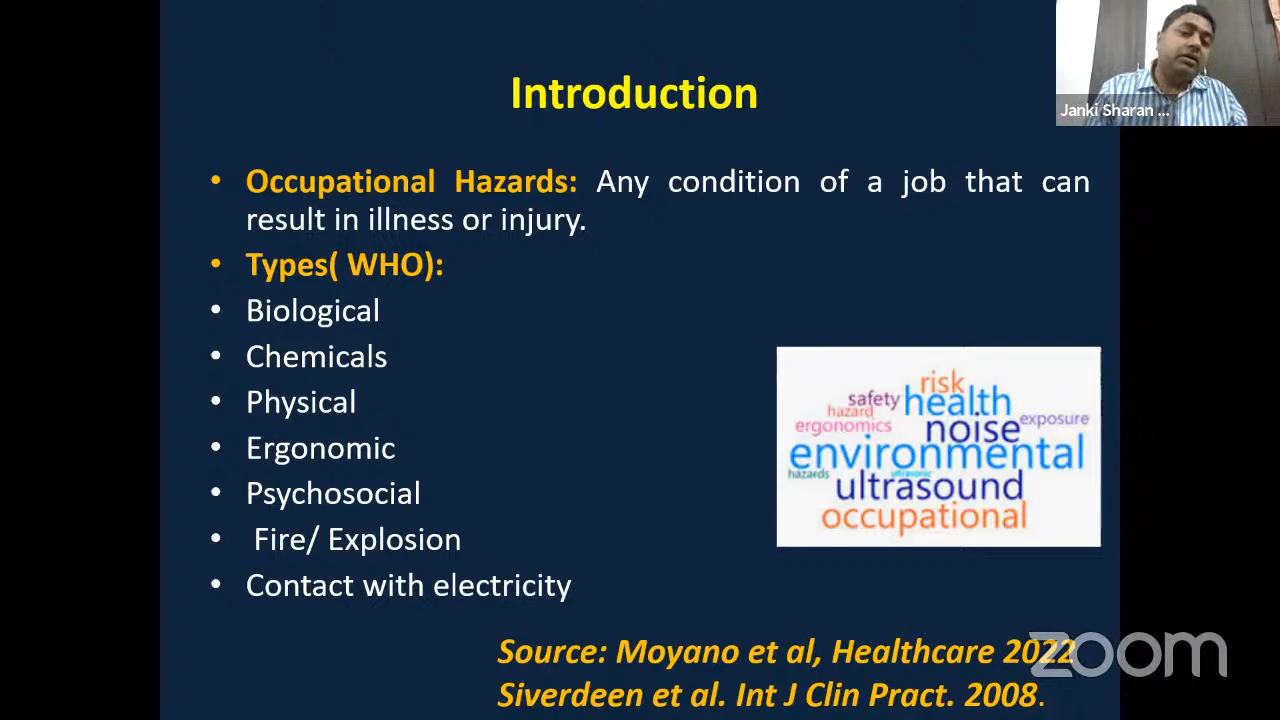 Introduction
Janki Sharan ...
• Occupational Hazards: Any condition of a job that can
result in illness or injury.
• Types( WHO):
• Biological
• Chemicals
• Physical
• Ergonomic
• Psychosocial
• Fire/ Explosion
• Contact with electricity
risk
safety health
hazard
ergonomics noise exposure
environmental
hazards ultrasonic
ultrasound
occupational
Source: Moyano et al, Healthcare 2022
Siverdeen et al. Int J Clin Pract. 2008.
zoom